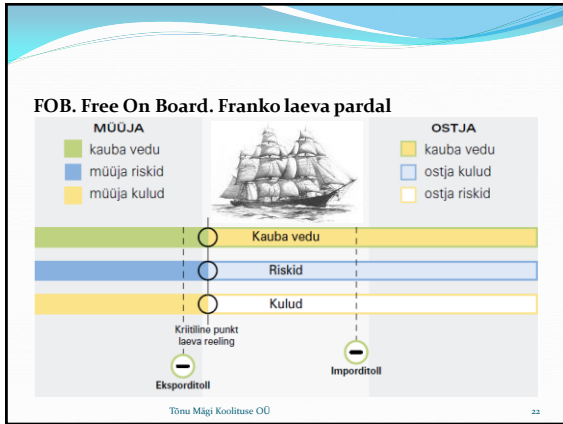 FOB. Free On Board. Franko laeva pardal
MÜÜJA
kauba vedu
müüja riskid
müüja kulud
OSTJA
kauba vedu
ostja kulud
ostja riskid
Kauba vedu
Riskid
Kulud
Kriitiline punkt
laeva reeling
Eksporditoll
Imporditoll
Tõnu Mägi Koolituse OÜ
22